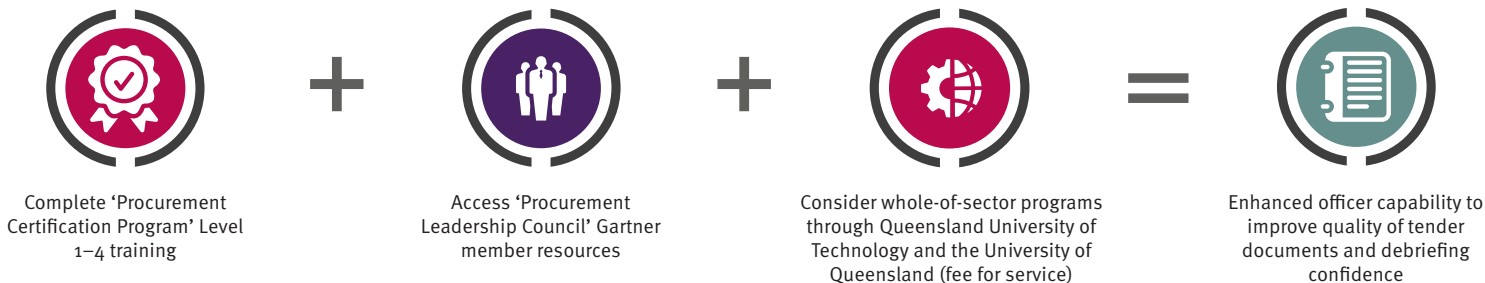 Complete ‘Procurement
Certification Program’ Level
1–4 training
+
Access ‘Procurement
Leadership Council’ Gartner
member resources
+
Consider whole-of-sector programs
through Queensland University of
Technology and the University of
Queensland (fee for service)
=
Enhanced officer capability to
improve quality of tender
documents and debriefing
confidence